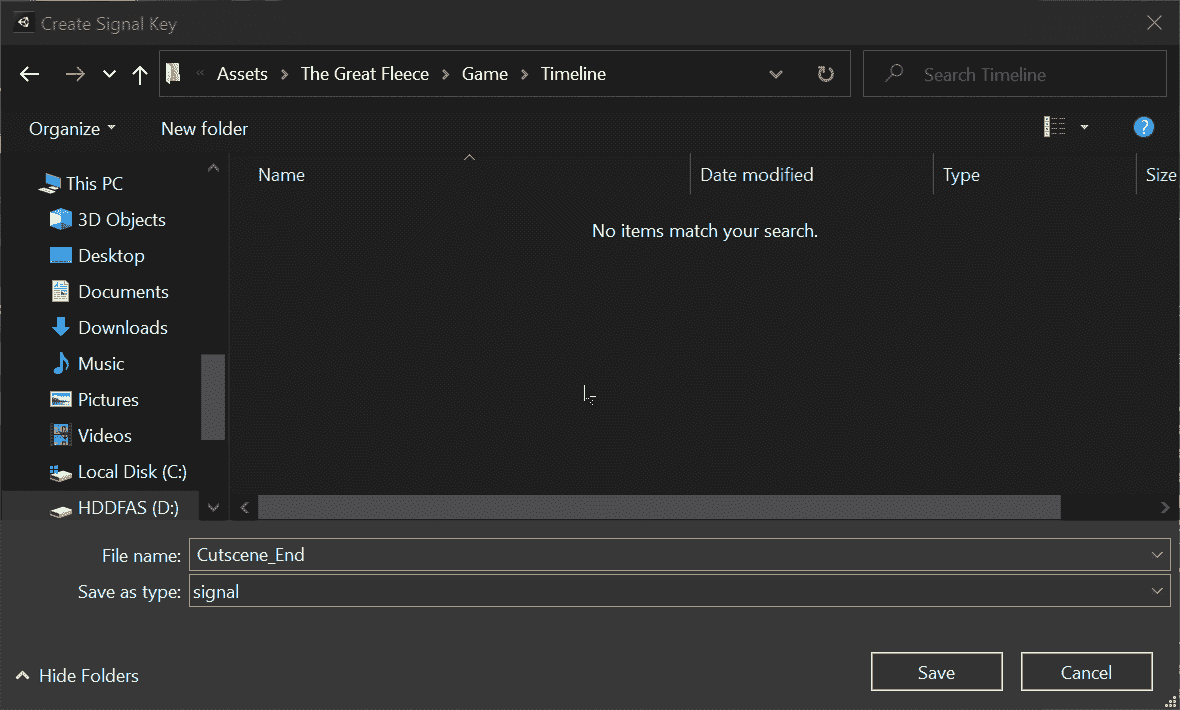 Create Signal Key
« Assets > The Great Fleece > Game > Timeline
Search Timeline
Organize
New folder
?
Name
Date modified
Type
Size
No items match your search.
This PC
3D Objects
Desktop
Documents
Downloads
Music
Pictures
Videos
Local Disk (C:)
HDDFAS (D:)
File name: Cutscene_End
Save as type: signal
Hide Folders
Save
Cancel